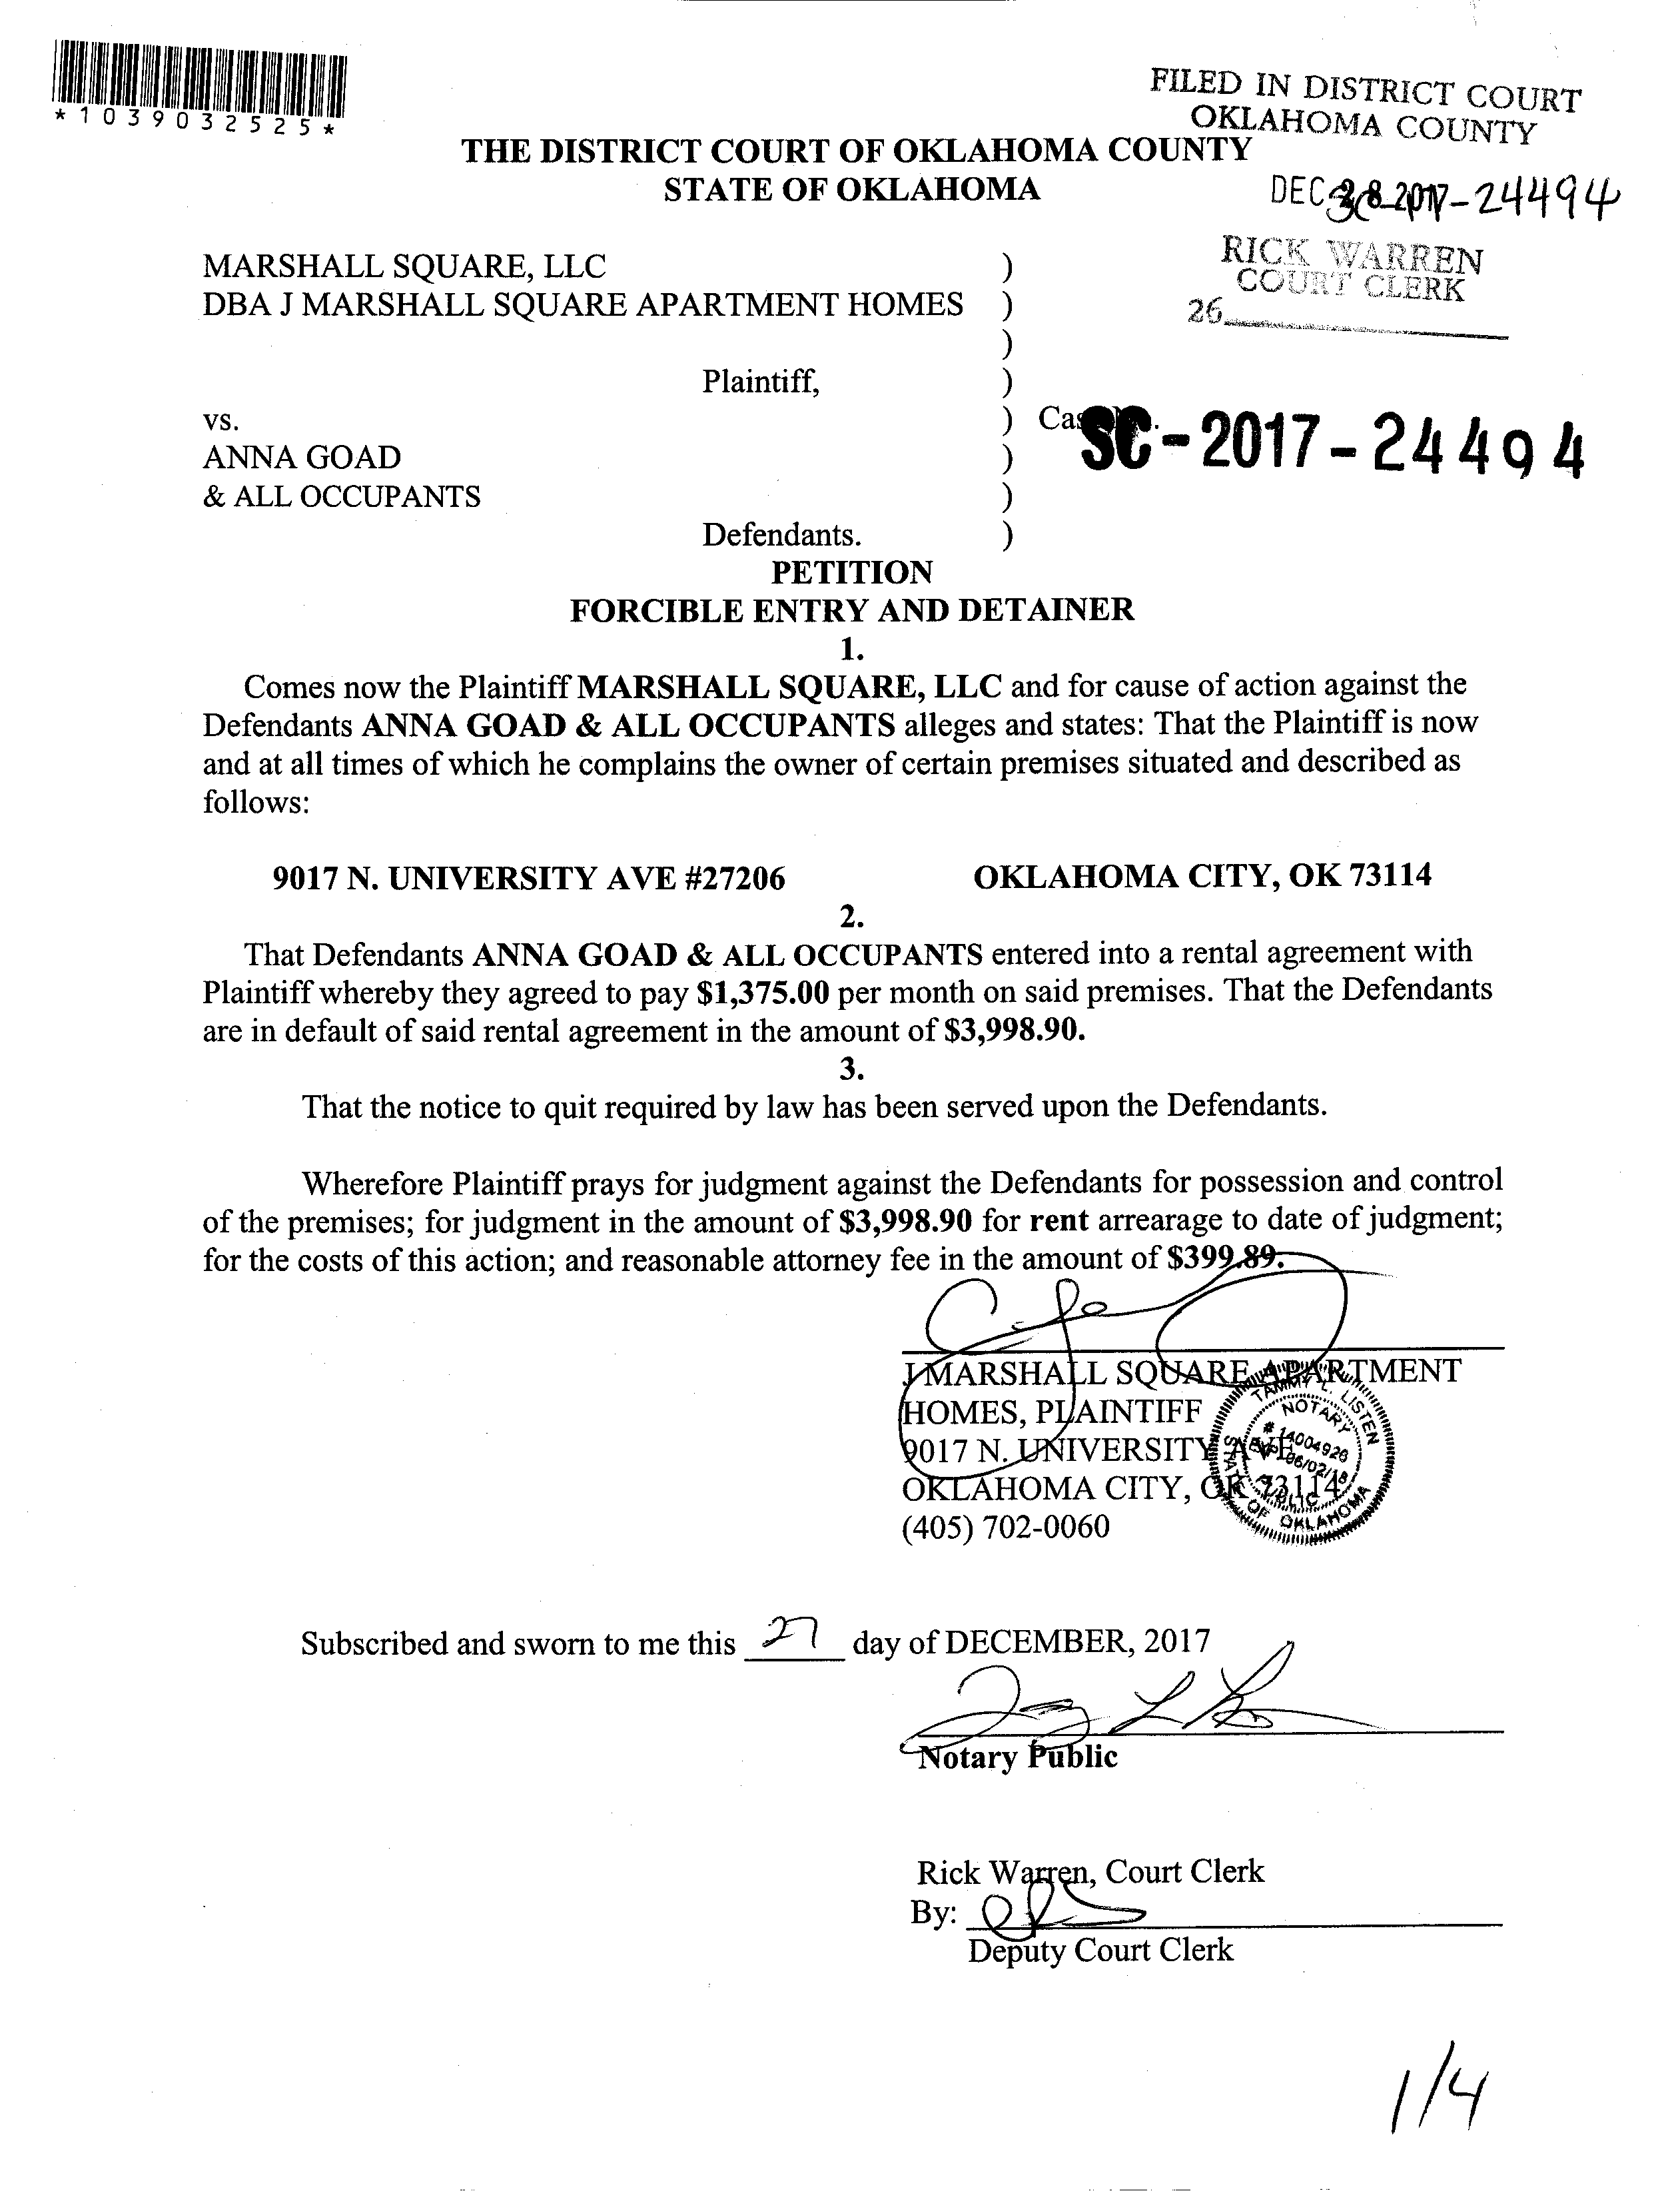 *1039032525*
FILED IN DISTRICT COURT
OKLAHOMA COUNTY
THE DISTRICT COURT OF OKLAHOMA COUNTY
STATE OF OKLAHOMA
DEC 28 2017 -24494
RICK WARREN
COURT CLERK
26
MARSHALL SQUARE, LLC )
DBA J MARSHALL SQUARE APARTMENT HOMES )
)
Plaintiff, )
vs. )
SC-2017-24494
ANNA GOAD )
& ALL OCCUPANTS )
Defendants. )
PETITION
FORCIBLE ENTRY AND DETAINER
1.
Comes now the Plaintiff MARSHALL SQUARE, LLC and for cause of action against the
Defendants ANNA GOAD & ALL OCCUPANTS alleges and states: That the Plaintiff is now
and at all times of which he complains the owner of certain premises situated and described as
follows:
9017 N. UNIVERSITY AVE #27206 OKLAHOMA CITY, OK 73114
2.
That Defendants ANNA GOAD & ALL OCCUPANTS entered into a rental agreement with
Plaintiff whereby they agreed to pay $1,375.00 per month on said premises. That the Defendants
are in default of said rental agreement in the amount of $3,998.90.
3.
That the notice to quit required by law has been served upon the Defendants.
Wherefore Plaintiff prays for judgment against the Defendants for possession and control
of the premises; for judgment in the amount of $3,998.90 for rent arrearage to date of judgment;
for the costs of this action; and reasonable attorney fee in the amount of $399.89.
J MARSHALL SQUARE APARTMENT
HOMES, PLAINTIFF
9017 N. UNIVERSITY AVE
OKLAHOMA CITY, OK 73114
(405) 702-0060
TAMMY L. LISTEN
NOTARY
# 14004926
EXP. 06/02/18
PUBLIC
STATE OF OKLAHOMA
Subscribed and sworn to me this 27 day of DECEMBER, 2017
Notary Public
Rick Warren, Court Clerk
By:
Deputy Court Clerk
1/4